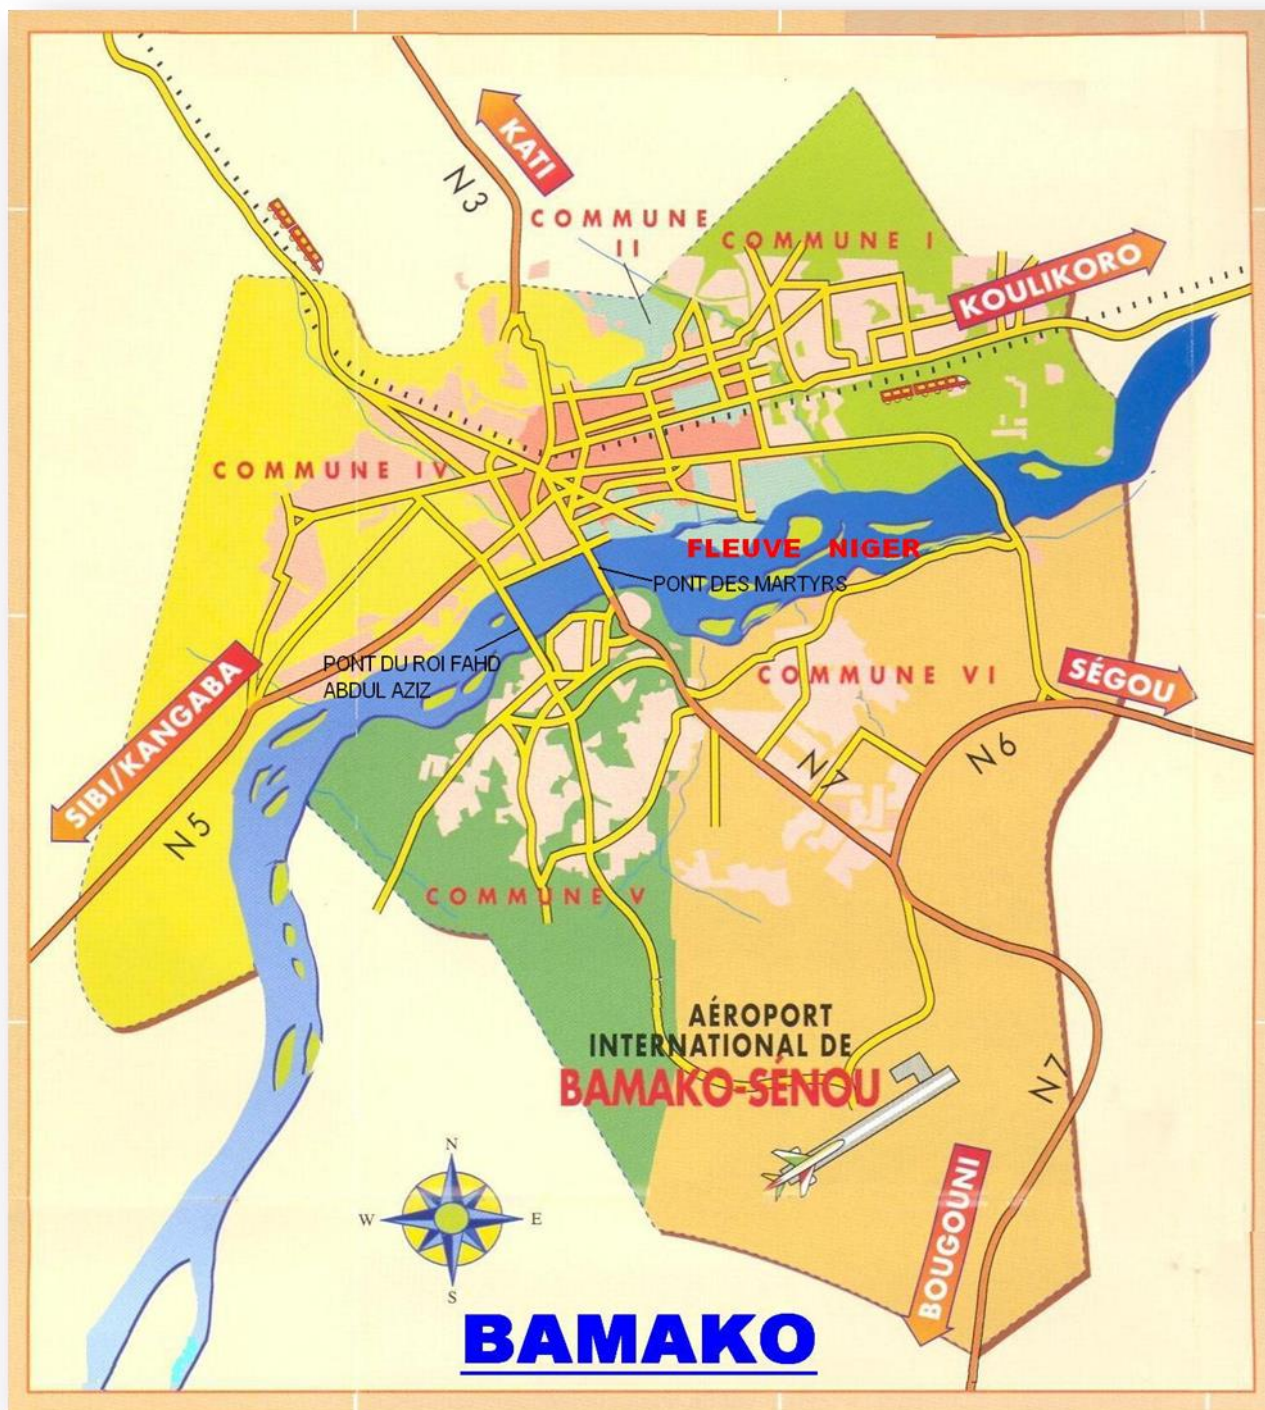 KATI
N3
COMMUNE
II
COMMUNE I
KOULIKORO
COMMUNE IV
FLEUVE NIGER
PONT DES MARTYRS
PONT DU ROI FAHD
ABDUL AZIZ
COMMUNE VI
SÉGOU
SIBI/KANGABA
N5
N7
N6
COMMUNE V
AÉROPORT
INTERNATIONAL DE
BAMAKO-SÉNOU
N7
BOUGOUNI
N
W
E
S
BAMAKO